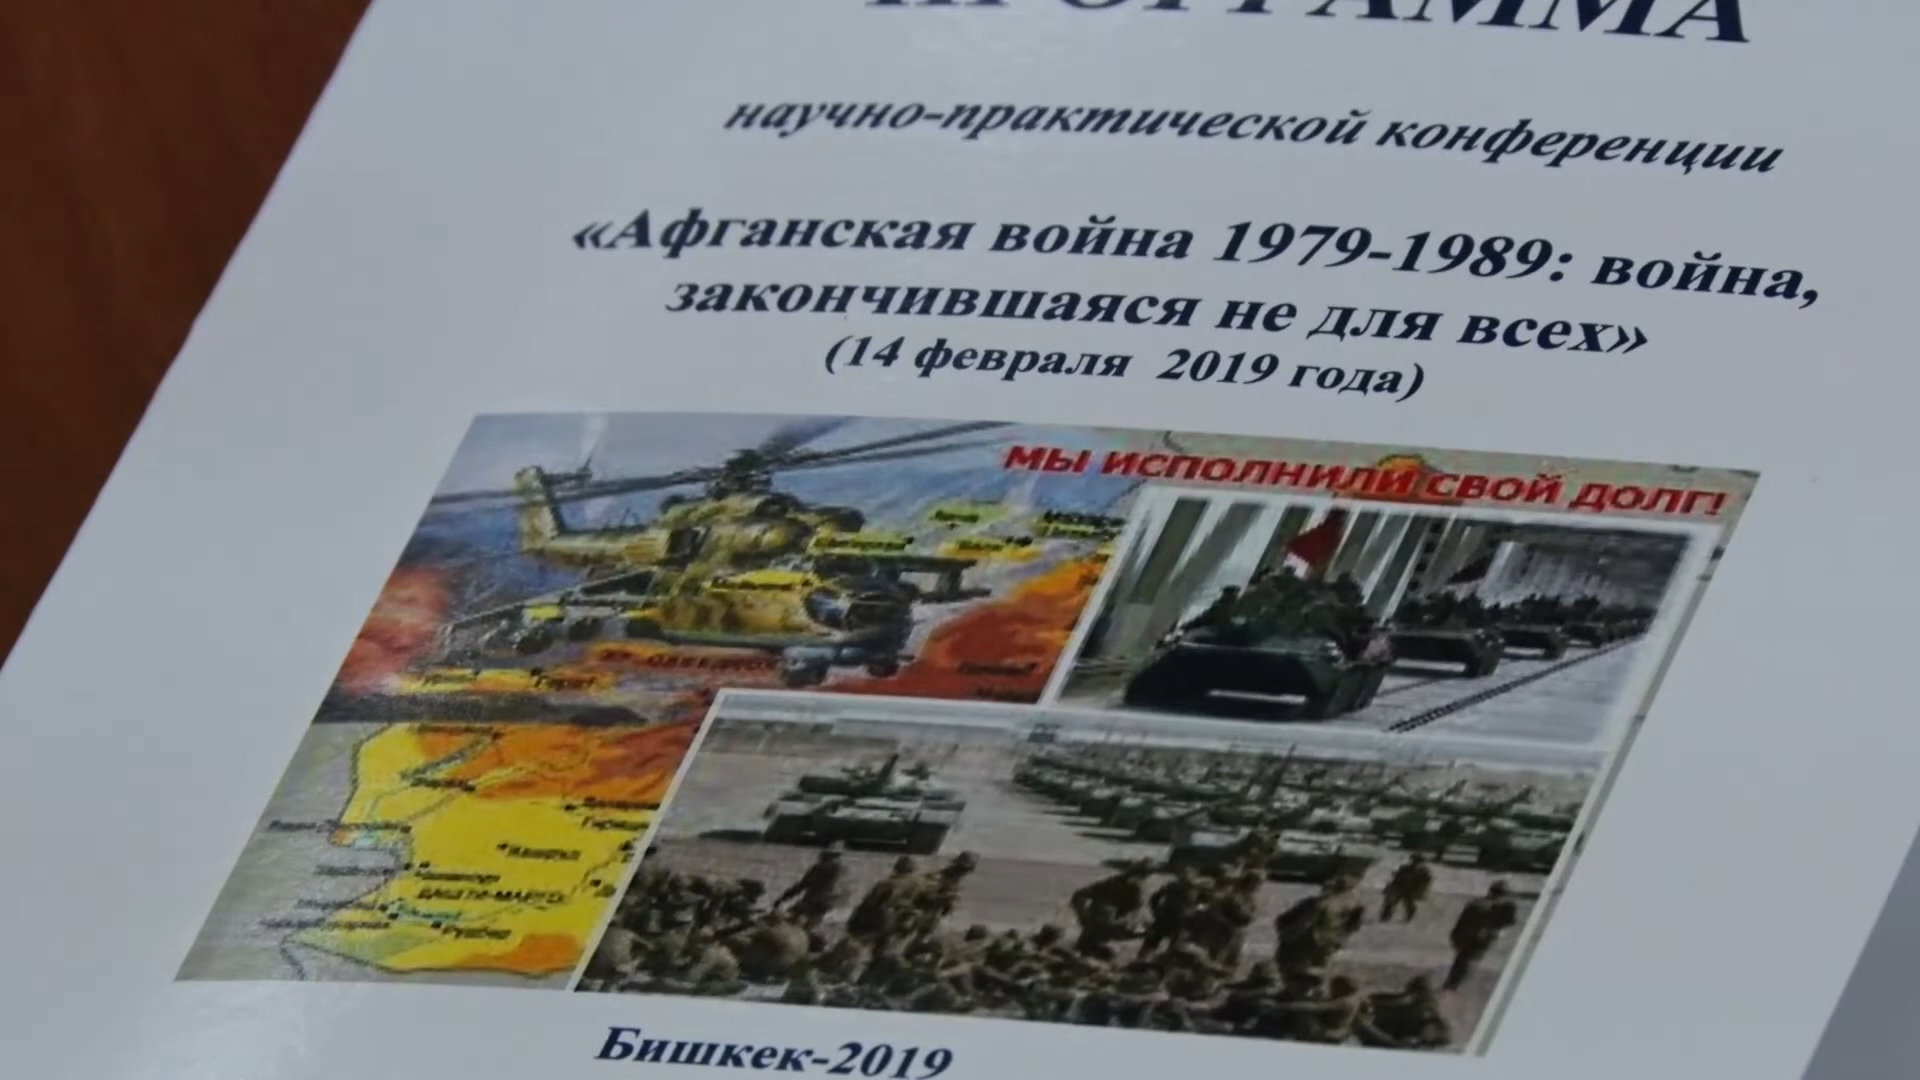 ПРОГРАММА
научно-практической конференции
«Афганская война 1979-1989: война,
закончившаяся не для всех»
(14 февраля 2019 года)
МЫ ИСПОЛНИЛИ СВОЙ ДОЛГ!
Бишкек-2019